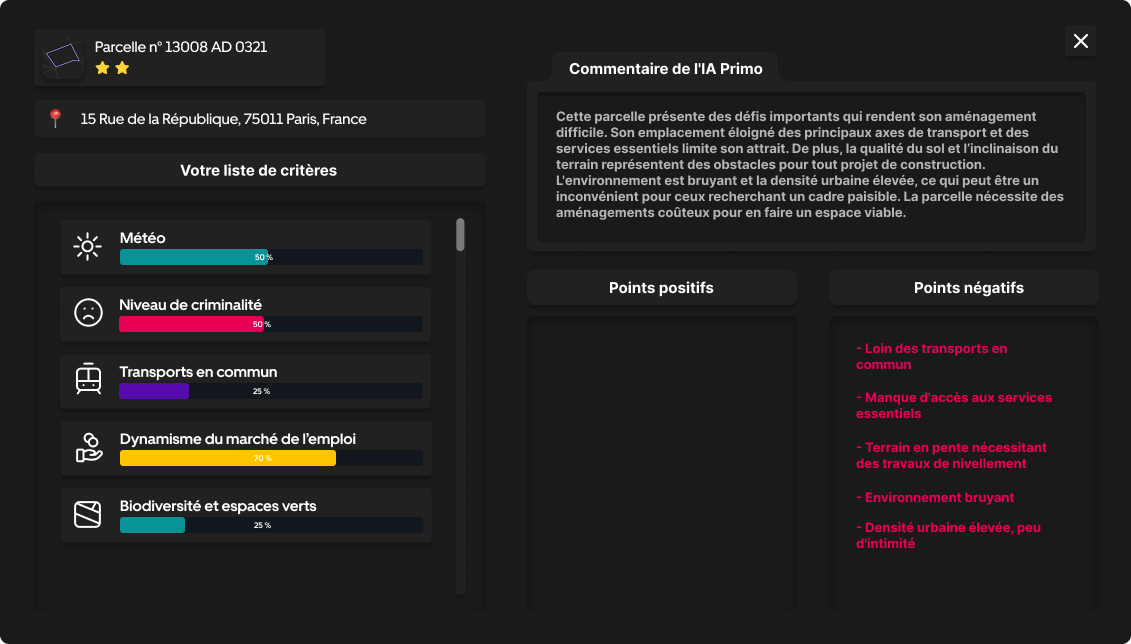 Parcelle n° 13008 AD 0321
15 Rue de la République, 75011 Paris, France
Votre liste de critères
Météo
50 %
Niveau de criminalité
50 %
Transports en commun
25 %
Dynamisme du marché de l'emploi
70 %
Biodiversité et espaces verts
25 %
Commentaire de l'IA Primo
Cette parcelle présente des défis importants qui rendent son aménagement
difficile. Son emplacement éloigné des principaux axes de transport et des
services essentiels limite son attrait. De plus, la qualité du sol et l'inclinaison du
terrain représentent des obstacles pour tout projet de construction.
L'environnement est bruyant et la densité urbaine élevée, ce qui peut être un
inconvénient pour ceux recherchant un cadre paisible. La parcelle nécessite des
aménagements coûteux pour en faire un espace viable.
Points positifs
Points négatifs
- Loin des transports en
commun
- Manque d'accès aux services
essentiels
- Terrain en pente nécessitant
des travaux de nivellement
- Environnement bruyant
- Densité urbaine élevée, peu
d'intimité